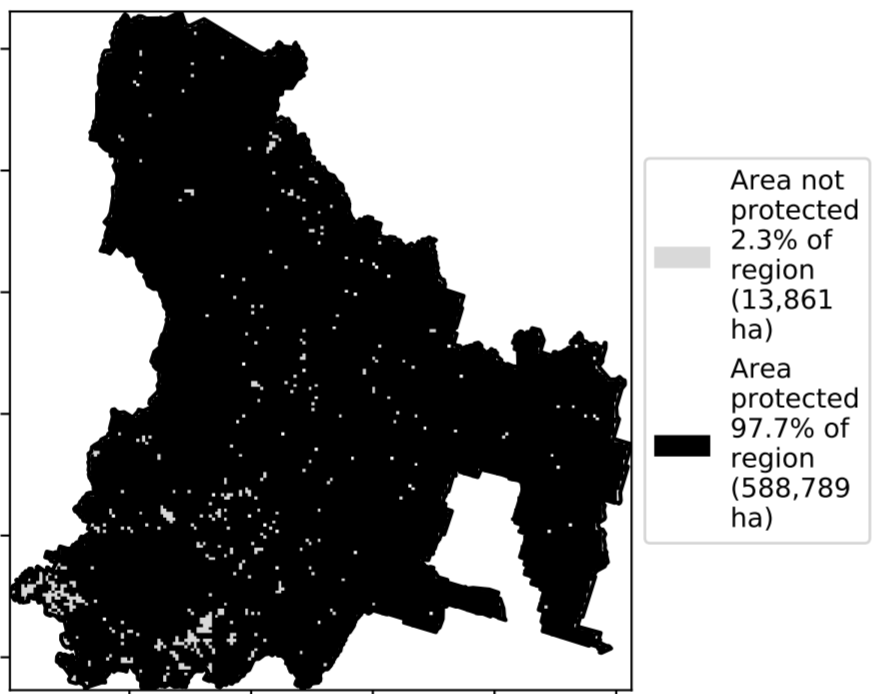 Area not
protected
2.3% of
region
(13,861
ha)
Area
protected
97.7% of
region
(588,789
ha)